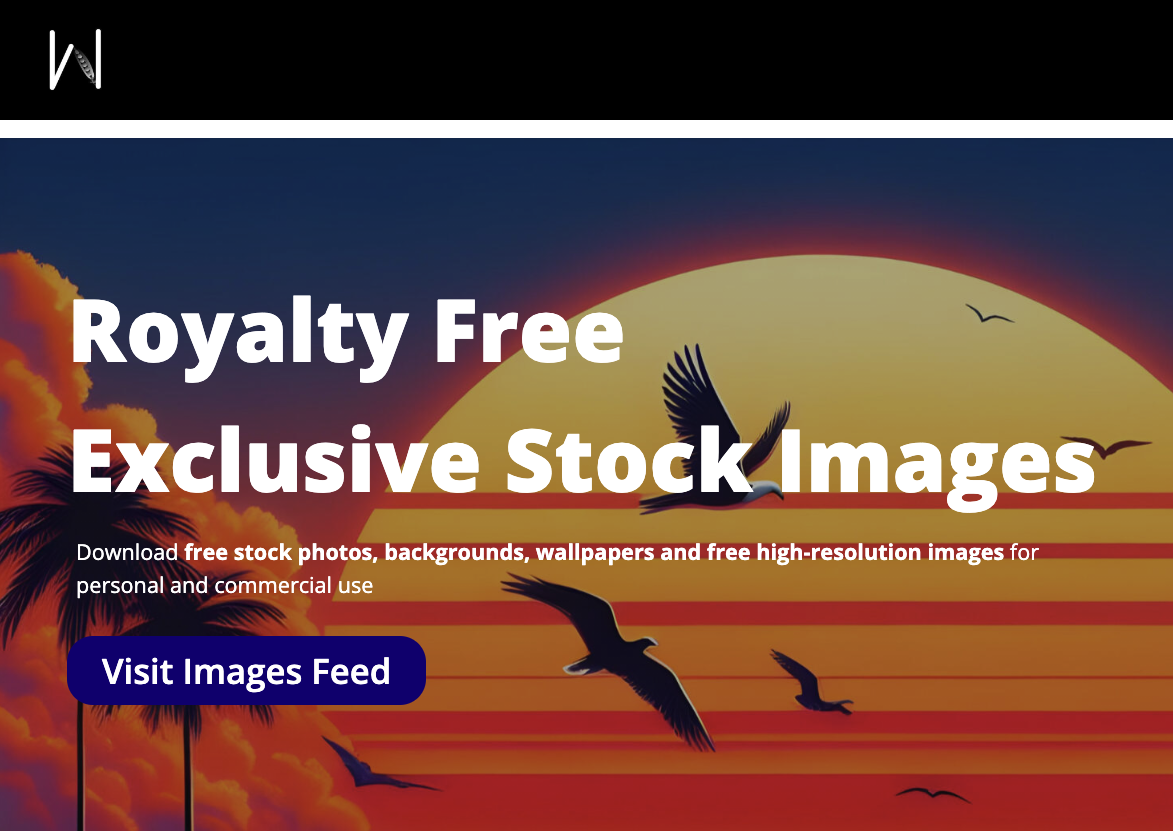 Royalty Free
Exclusive Stock Images
Download free stock photos, backgrounds, wallpapers and free high-resolution images for
personal and commercial use
Visit Images Feed